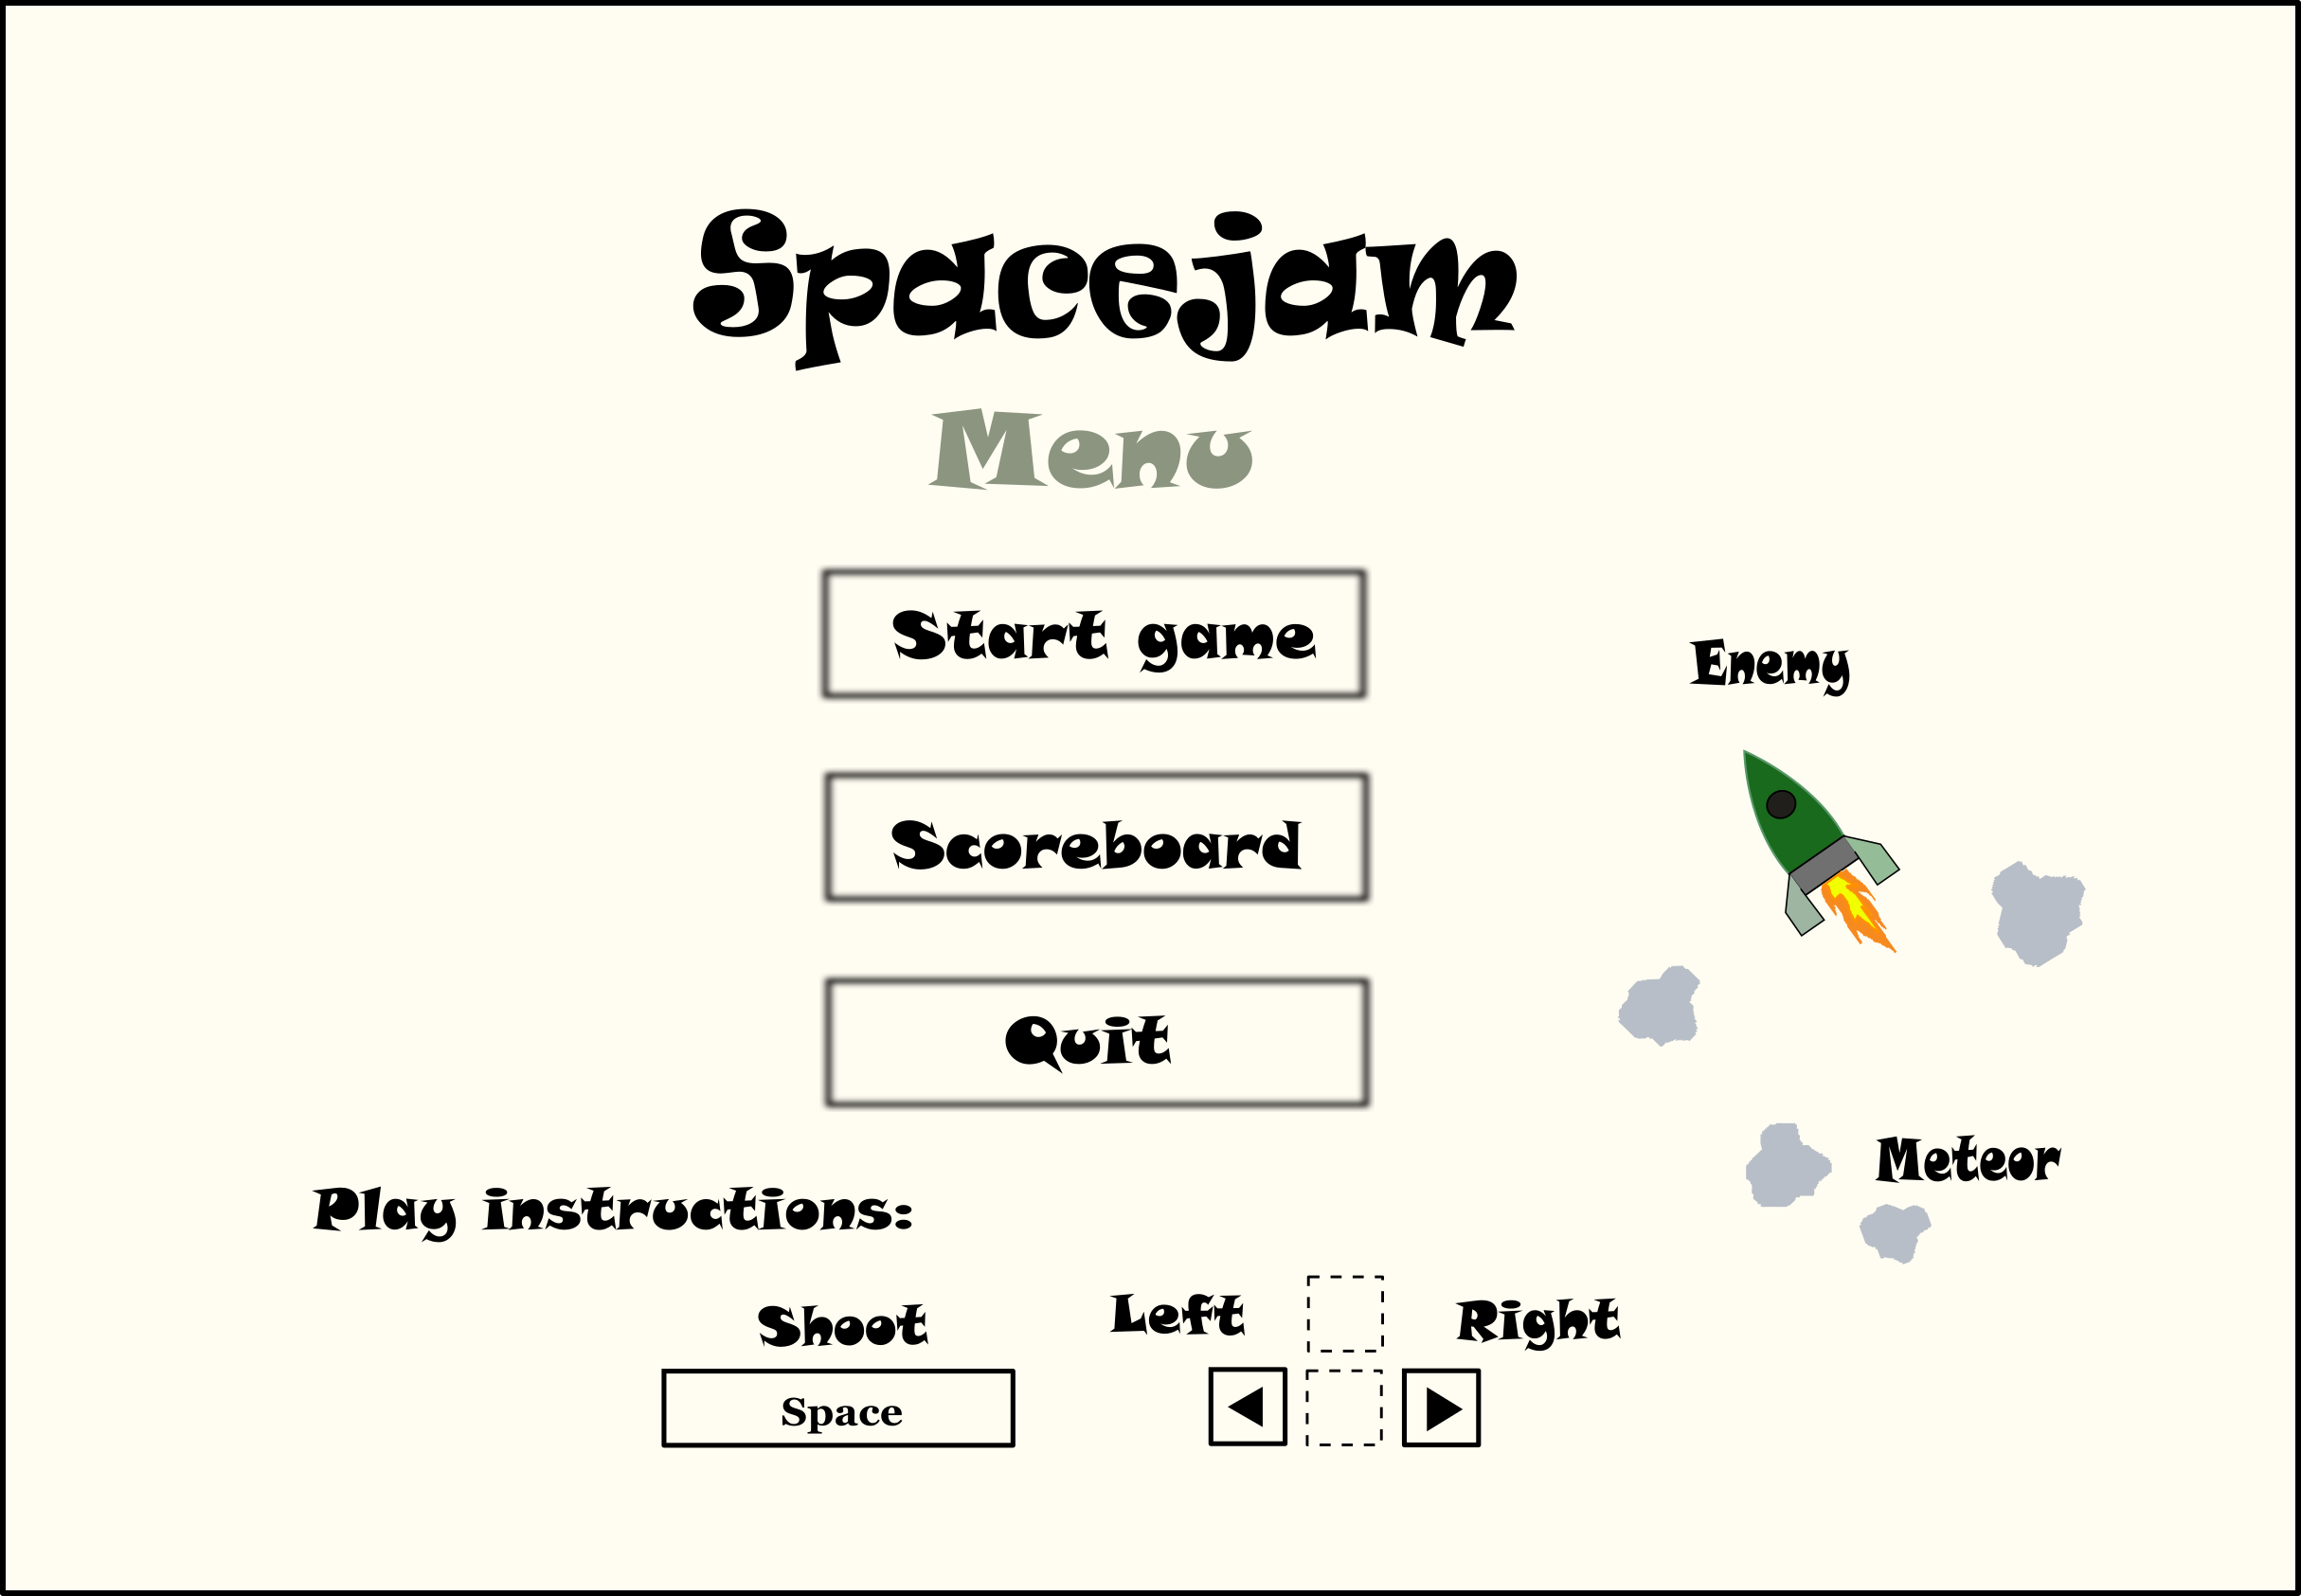 Spacejam
Menu
Start game
Enemy
Scoreboard
Quit
Meteor
Play instructions:
Shoot
Left
Right
Space